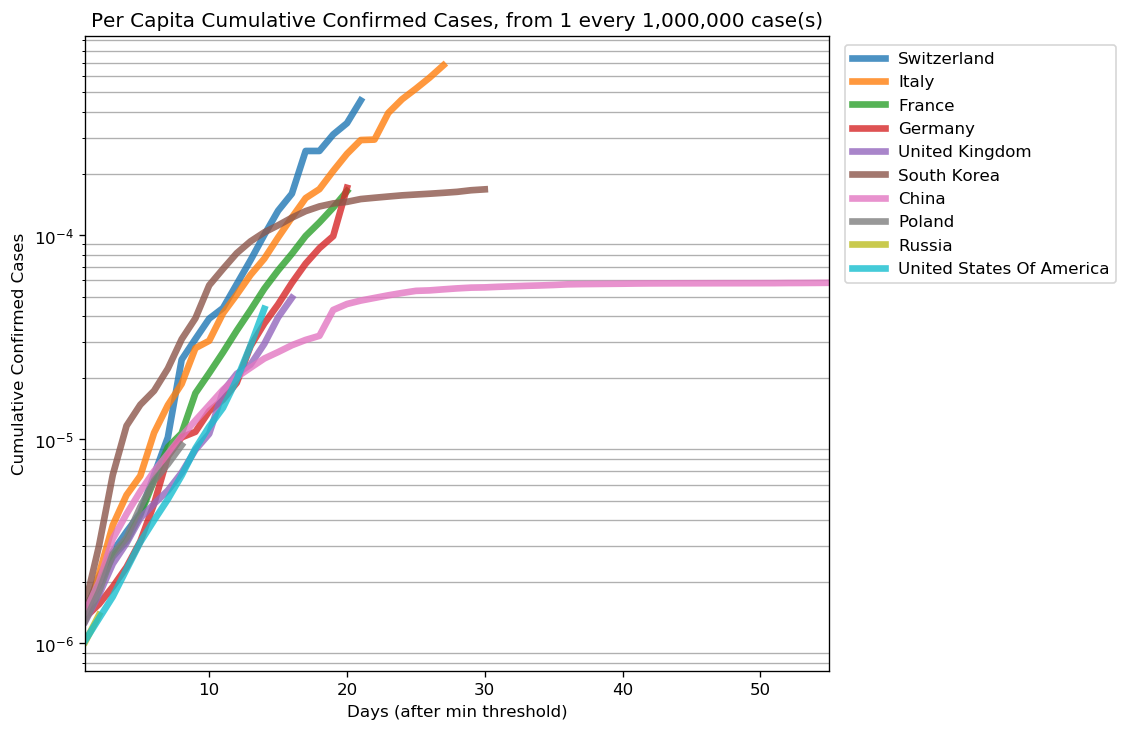 Per Capita Cumulative Confirmed Cases, from 1 every 1,000,000 case(s)
Cumulative Confirmed Cases
10⁻⁴
10⁻⁵
10⁻⁶
10 20 30 40 50
Days (after min threshold)
Switzerland
Italy
France
Germany
United Kingdom
South Korea
China
Poland
Russia
United States Of America